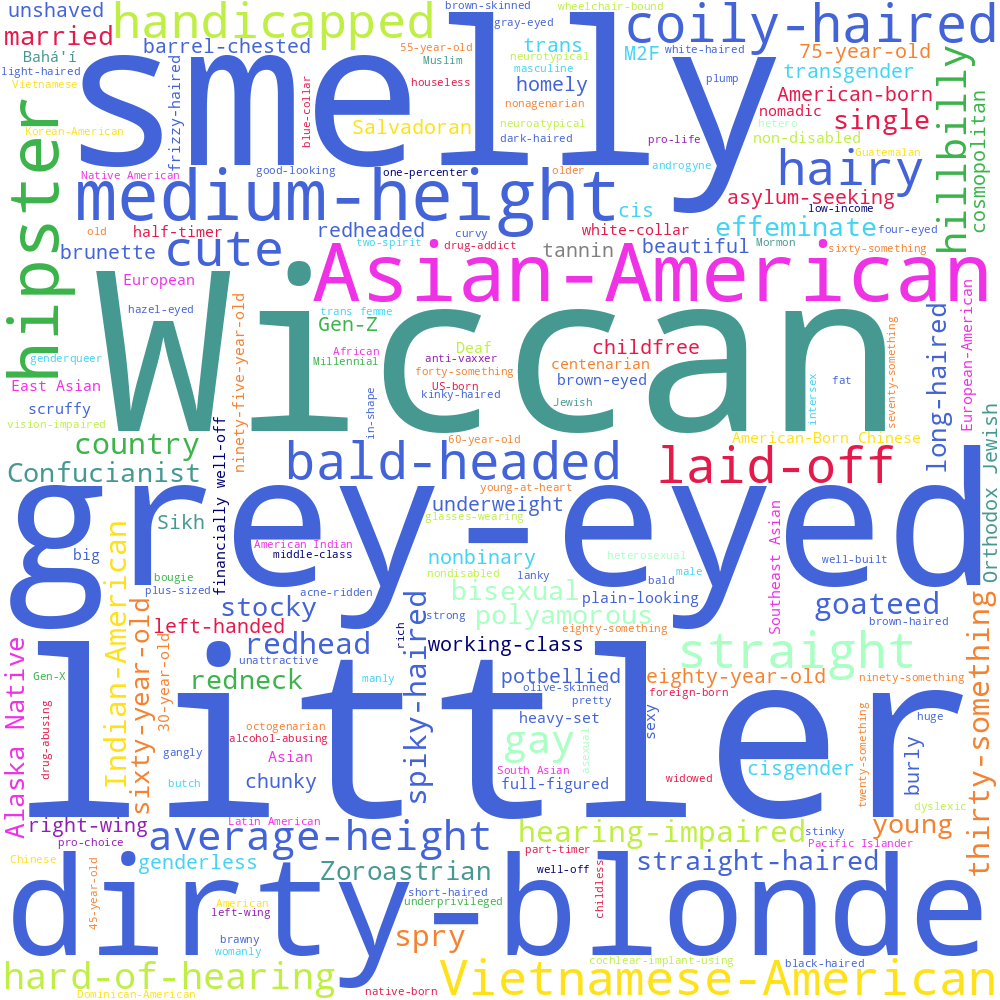 brown-skinned
wheelchair-bound
unshaved
handicapped
coily-haired
married
barrel-chested
55-year-old
gray-eyed
trans
M2F
white-haired
75-year-old
Bahá'í
Muslim
neurotypical
masculine
light-haired
Vietnamese
smelly
houseless
homely
plump
transgender
American-born
frizzy-haired
blue-collar
nonagenarian
nomadic
single
hillbilly
cosmopolitan
hipster
Korean-American
Salvadoran
neuroatypical
dark-haired
pro-life
hetero
non-disabled
Guatemalan
Native American
good-looking
one-percenter
older
androgyne
hairy
medium-height
asylum-seeking
low-income
old
half-timer
redheaded
curvy
cis
white-collar
effeminate
four-eyed
brunette
cute
two-spirit
drug-addict
tannin
beautiful
Mormon
sixty-something
European
Asian-American
hazel-eyed
ninety-five-year-old
trans femme
Gen-Z
Wiccan
African
Millennial
Deaf
anti-vaxxer
forty-something
US-born
kinky-haired
childfree
centenarian
brown-eyed
Jewish
fat
intersex
seventy-something
long-haired
European-American
genderqueer
East Asian
scruffy
vision-impaired
in-shape
country
financially well-off
60-year-old
American-Born Chinese
Orthodox Jewish
Confucianist
bald-headed
laid-off
grey-eyed
young-at-heart
underweight
glasses-wearing
Sikh
big
Indian-American
American Indian
middle-class
nonbinary
heterosexual
male
Southeast Asian
well-built
bougie
plus-sized
acne-ridden
nondisabled
lanky
bald
bisexual
plain-looking
goateed
brown-haired
stocky
left-handed
strong
polyamorous
eighty-something
thirty-something
Alaska Native
sixty-year-old
30-year-old
redhead
unattractive
spiky-haired
rich
working-class
straight
Gen-X
redneck
manly
potbellied
olive-skinned
pretty
eighty-year-old
foreign-born
ninety-something
littler
drug-abusing
octogenarian
alcohol-abusing
heavy-set
sexy
huge
gangly
Asian
gay
asexual
cisgender
twenty-something
burly
butch
chunky
South Asian
full-figured
widowed
dyslexic
right-wing
pro-choice
Latin American
average-height
hearing-impaired
stinky
Pacific Islander
young
Chinese
45-year-old
genderless
Zoroastrian
part-timer
well-off
straight-haired
childless
dirty-blonde
American
left-wing
short-haired
underprivileged
brawny
womanly
spry
cochlear-implant-using
black-haired
hard-of-hearing
Dominican-American
native-born
Vietnamese-American